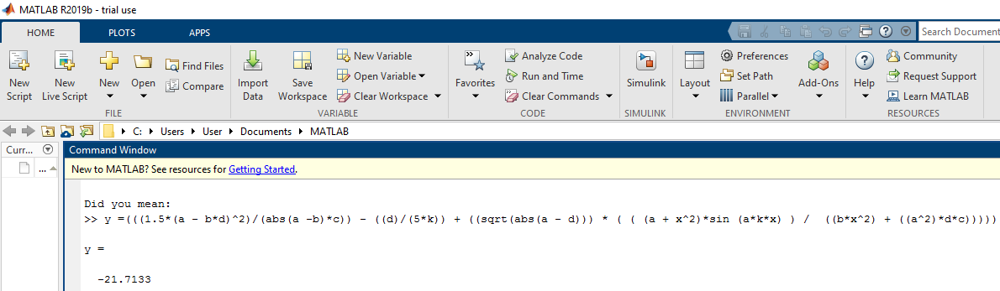 MATLAB R2019b - trial use
HOME PLOTS APPS
Search Document
New Script
New Live Script
New
Open
Find Files
Compare
FILE
Import Data
Save Workspace
New Variable
Open Variable
Clear Workspace
VARIABLE
Favorites
Analyze Code
Run and Time
Clear Commands
CODE
Simulink
SIMULINK
Layout
Preferences
Set Path
Parallel
Add-Ons
ENVIRONMENT
Help
Community
Request Support
Learn MATLAB
RESOURCES
C: Users User Documents MATLAB
Curr...
...
Command Window
New to MATLAB? See resources for Getting Started.
Did you mean:
>> y =(((1.5*(a - b*d)^2)/(abs(a -b)*c)) - ((d)/(5*k)) + ((sqrt(abs(a - d))) * ( ( (a + x^2)*sin (a*k*x) ) / ((b*x^2) + ((a^2)*d*c)))))
y =
-21.7133